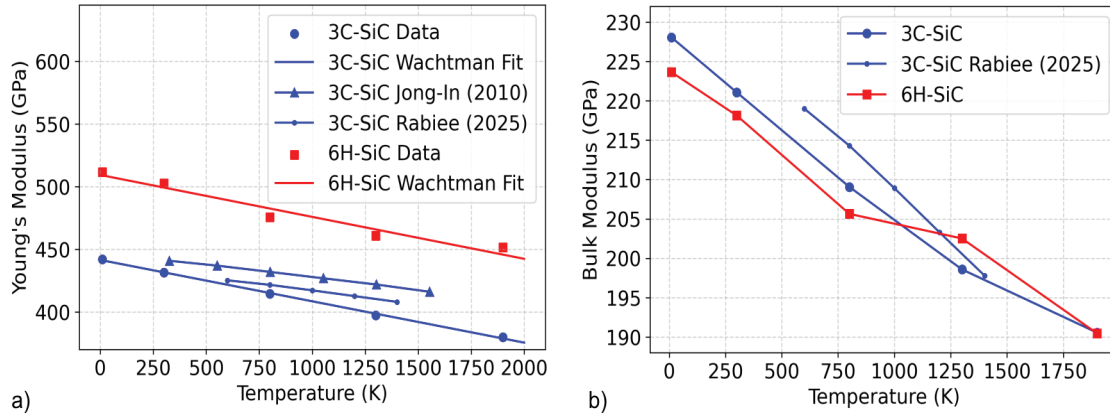 3C-SiC Data
3C-SiC Wachtman Fit
3C-SiC Jong-In (2010)
3C-SiC Rabiee (2025)
6H-SiC Data
6H-SiC Wachtman Fit
Young's Modulus (GPa)
600
550
500
450
400
0 250 500 750 1000 1250 1500 1750 2000
Temperature (K)
a)
3C-SiC
3C-SiC Rabiee (2025)
6H-SiC
Bulk Modulus (GPa)
230
225
220
215
210
205
200
195
190
0 250 500 750 1000 1250 1500 1750
Temperature (K)
b)